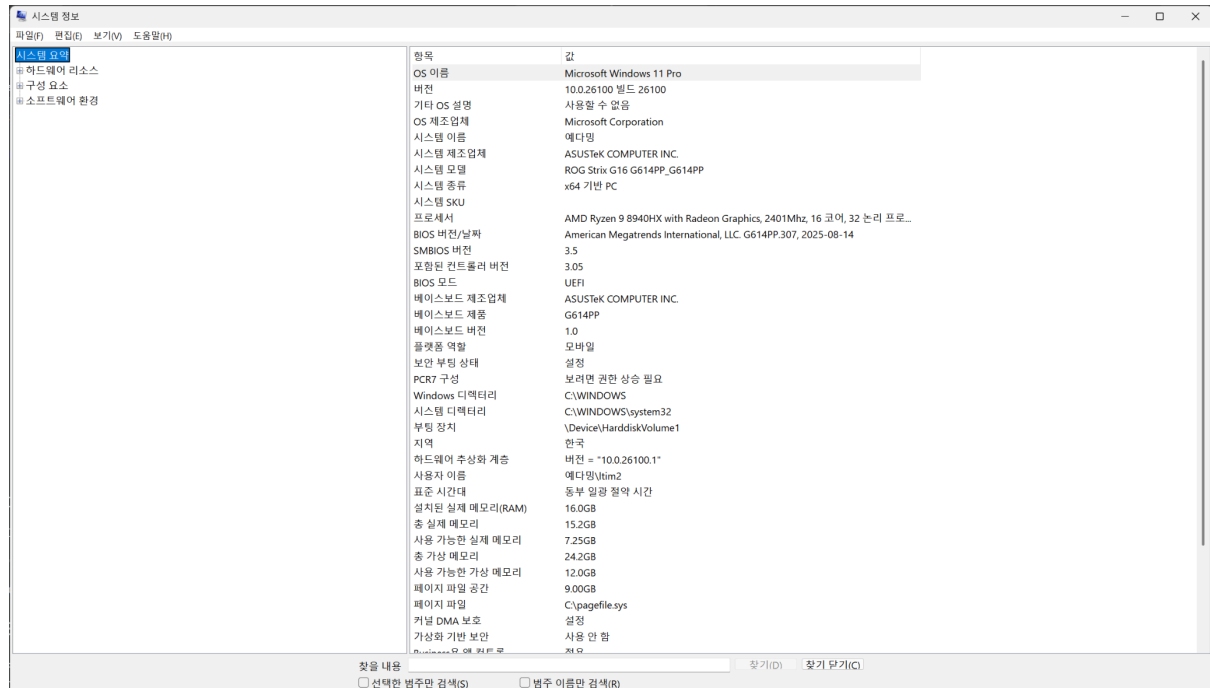 시스템 정보
파일(F) 편집(E) 보기(V) 도움말(H)
시스템 요약
하드웨어 리소스
구성 요소
소프트웨어 환경
항목 값
OS 이름 Microsoft Windows 11 Pro
버전 10.0.26100 빌드 26100
기타 OS 설명 사용할 수 없음
OS 제조업체 Microsoft Corporation
시스템 이름 예다밍
시스템 제조업체 ASUSTeK COMPUTER INC.
시스템 모델 ROG Strix G16 G614PP_G614PP
시스템 종류 x64 기반 PC
시스템 SKU
프로세서 AMD Ryzen 9 8940HX with Radeon Graphics, 2401Mhz, 16 코어, 32 논리 프로...
BIOS 버전/날짜 American Megatrends International, LLC. G614PP.307, 2025-08-14
SMBIOS 버전 3.5
포함된 컨트롤러 버전 3.05
BIOS 모드 UEFI
베이스보드 제조업체 ASUSTeK COMPUTER INC.
베이스보드 제품 G614PP
베이스보드 버전 1.0
플랫폼 역할 모바일
보안 부팅 상태 설정
PCR7 구성 보려면 권한 상승 필요
Windows 디렉터리 C:\WINDOWS
시스템 디렉터리 C:\WINDOWS\system32
부팅 장치 \Device\HarddiskVolume1
지역 한국
하드웨어 추상화 계층 버전 = "10.0.26100.1"
사용자 이름 예다밍\ltim2
표준 시간대 동부 일광 절약 시간
설치된 실제 메모리(RAM) 16.0GB
총 실제 메모리 15.2GB
사용 가능한 실제 메모리 7.25GB
총 가상 메모리 24.2GB
사용 가능한 가상 메모리 12.0GB
페이지 파일 공간 9.00GB
페이지 파일 C:\pagefile.sys
커널 DMA 보호 설정
가상화 기반 보안 사용 안 함
Business용 앱 컨트롤 적용
찾을 내용 찾기(D) 찾기 닫기(C)
선택한 범주만 검색(S) 범주 이름만 검색(R)